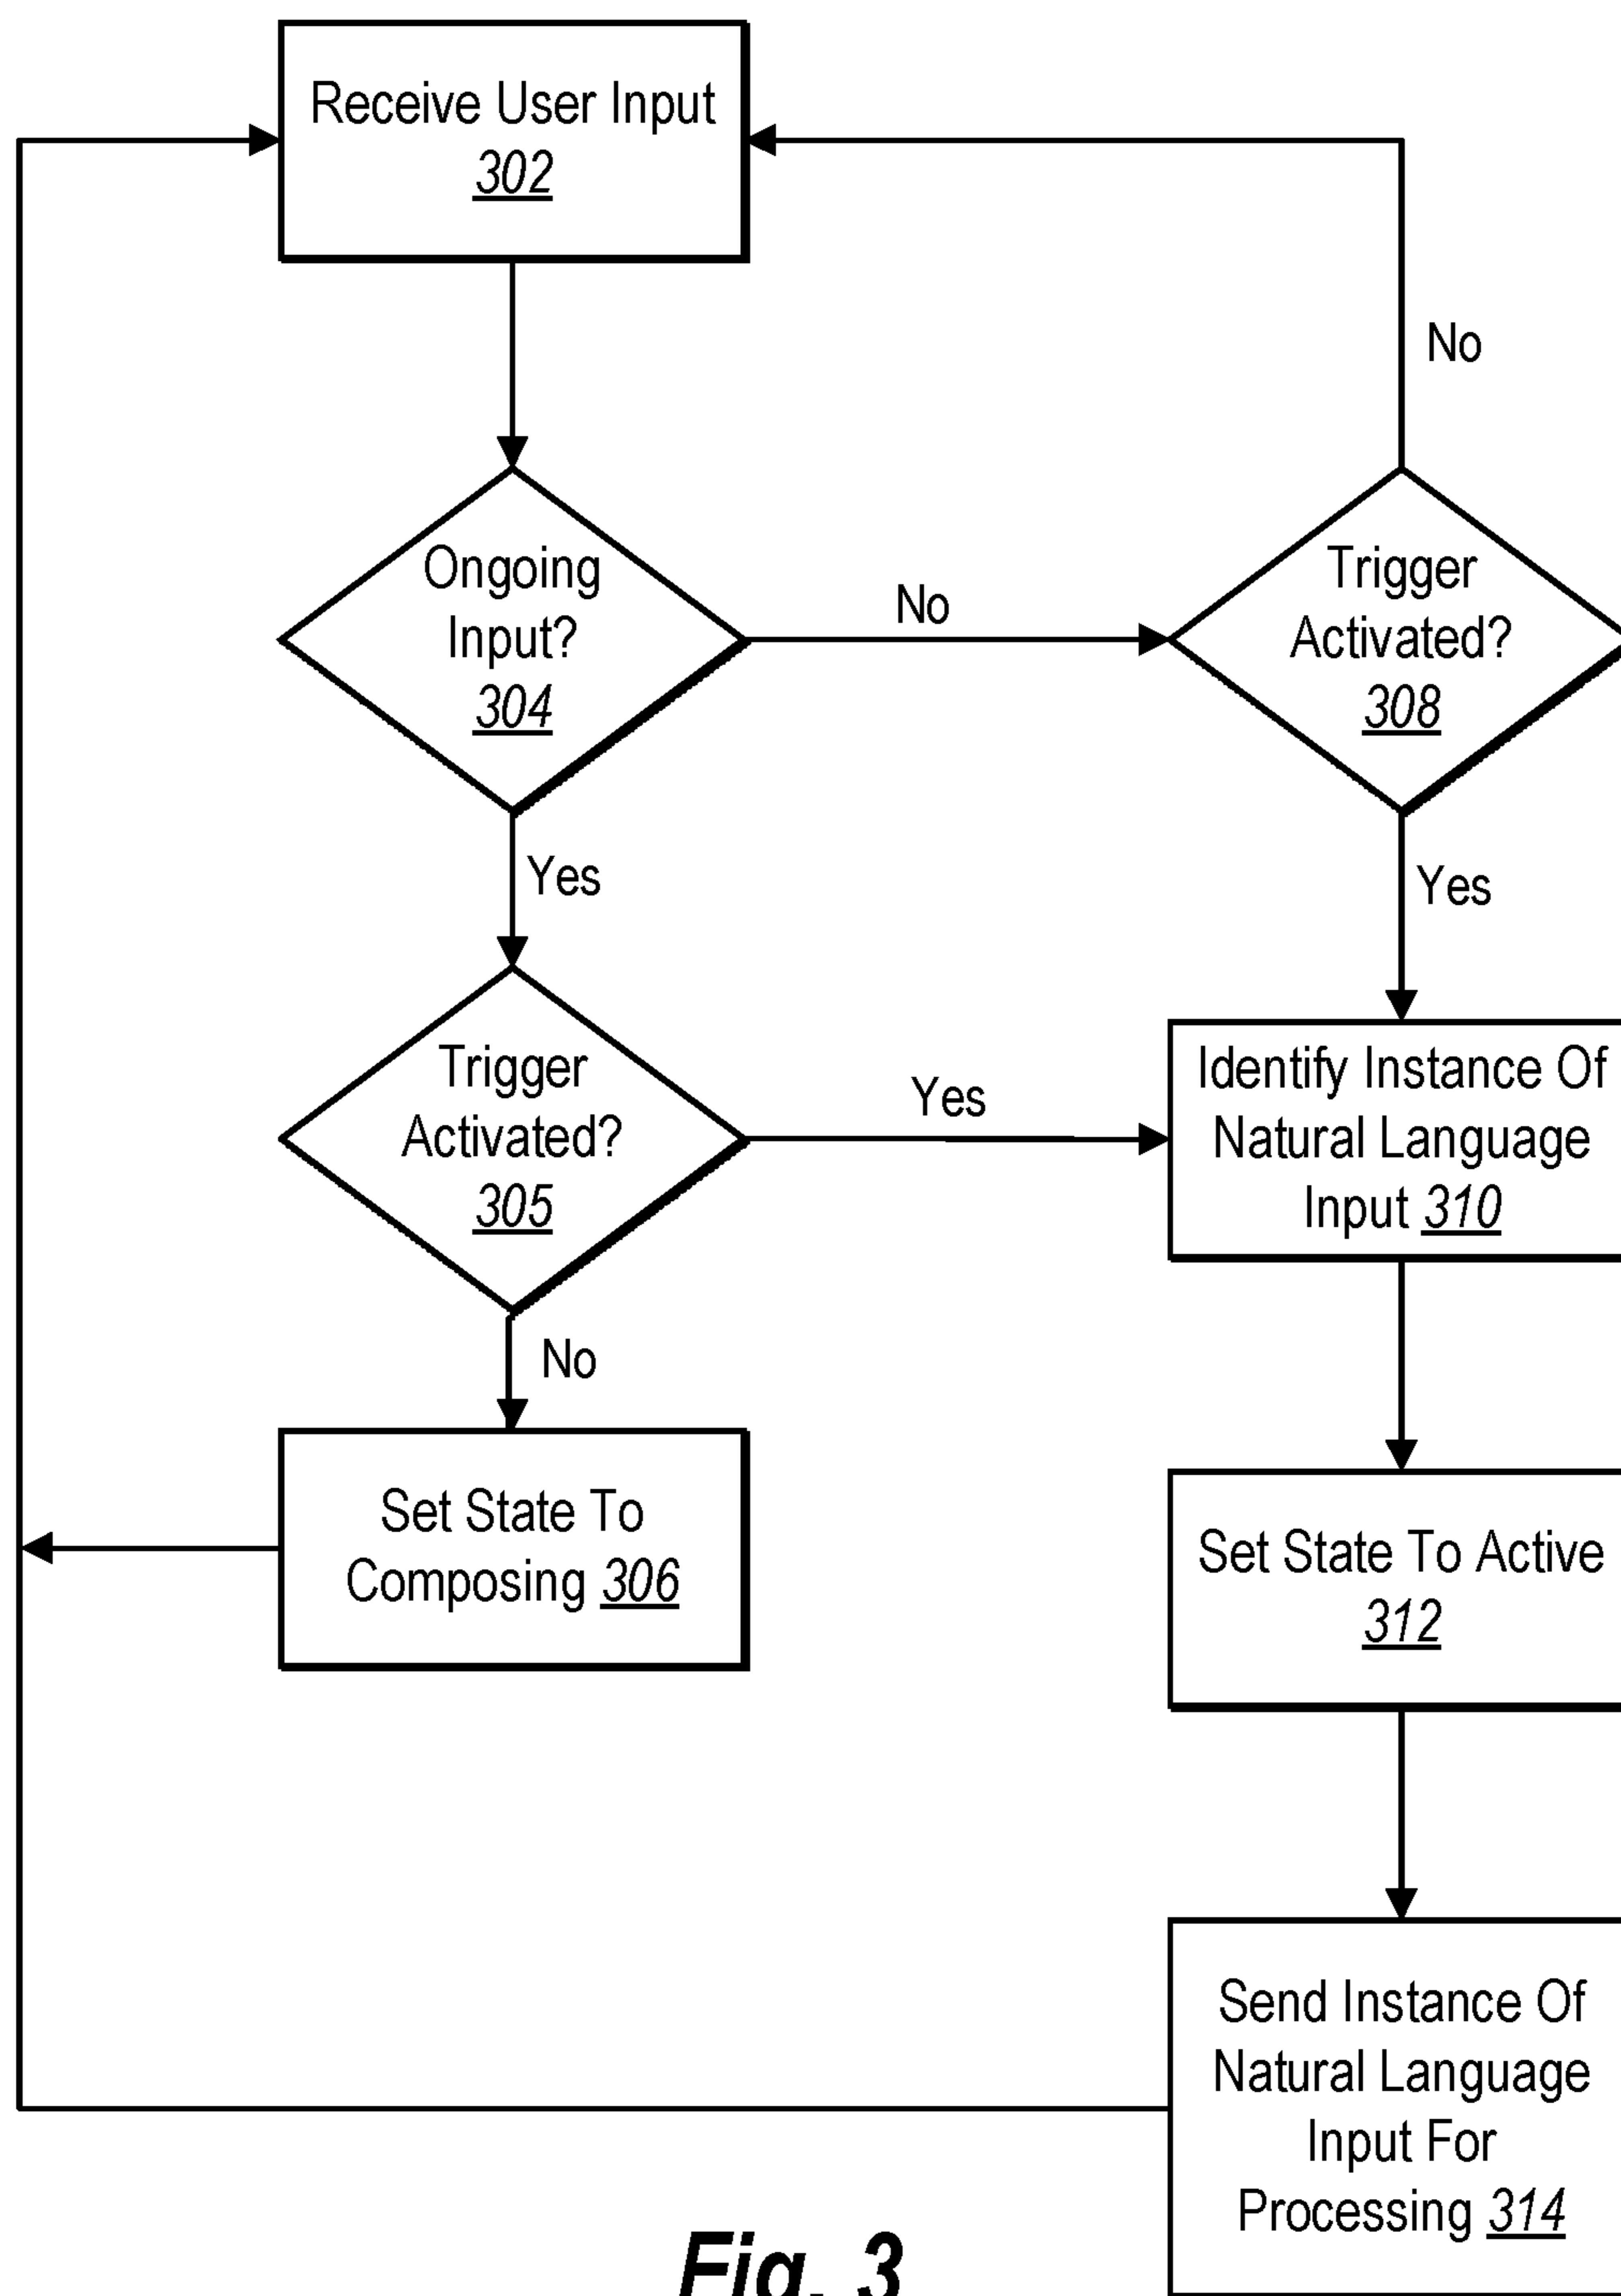 Receive User Input
302
No
Ongoing
Input?
304
No
Trigger
Activated?
308
Yes
Yes
Trigger
Activated?
305
Yes
Identify Instance Of
Natural Language
Input 310
No
Set State To
Composing 306
Set State To Active
312
Send Instance Of
Natural Language
Input For
Processing 314
Fig. 3